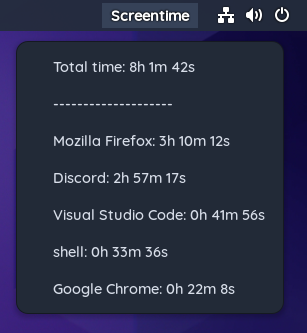 Screentime
Total time: 8h 1m 42s
--------------------
Mozilla Firefox: 3h 10m 12s
Discord: 2h 57m 17s
Visual Studio Code: 0h 41m 56s
shell: 0h 33m 36s
Google Chrome: 0h 22m 8s